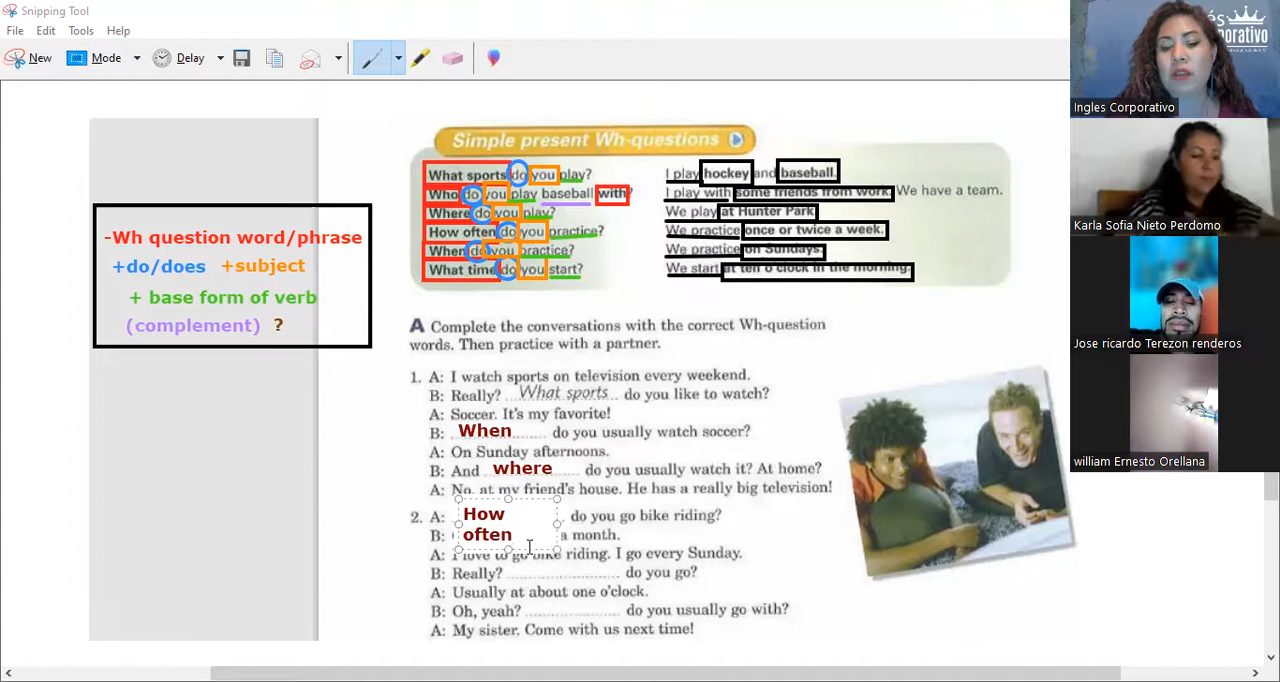 Snipping Tool
File Edit Tools Help
New Mode Delay
Simple present Wh-questions
What sports do you play? I play hockey and baseball.
Who do you play baseball with? I play with some friends from work. We have a team.
Where do you play? We play at Hunter Park
How often do you practice? We practice once or twice a week.
When do you practice? We practice on Sundays.
What time do you start? We start at ten o'clock in the morning.
-Wh question word/phrase
+do/does +subject
+ base form of verb
(complement) ?
A Complete the conversations with the correct Wh-question
words. Then practice with a partner.
1. A: I watch sports on television every weekend.
B: Really? What sports do you like to watch?
A: Soccer. It's my favorite!
B: When do you usually watch soccer?
A: On Sunday afternoons.
B: And where do you usually watch it? At home?
A: No, at my friend's house. He has a really big television!
2. A: How often do you go bike riding?
B: a month.
A: I love to go bike riding. I go every Sunday.
B: Really? do you go?
A: Usually at about one o'clock.
B: Oh, yeah? do you usually go with?
A: My sister. Come with us next time!
és
rporativo
Ingles Corporativo
Karla Sofia Nieto Perdomo
Jose ricardo Terezon renderos
william Ernesto Orellana